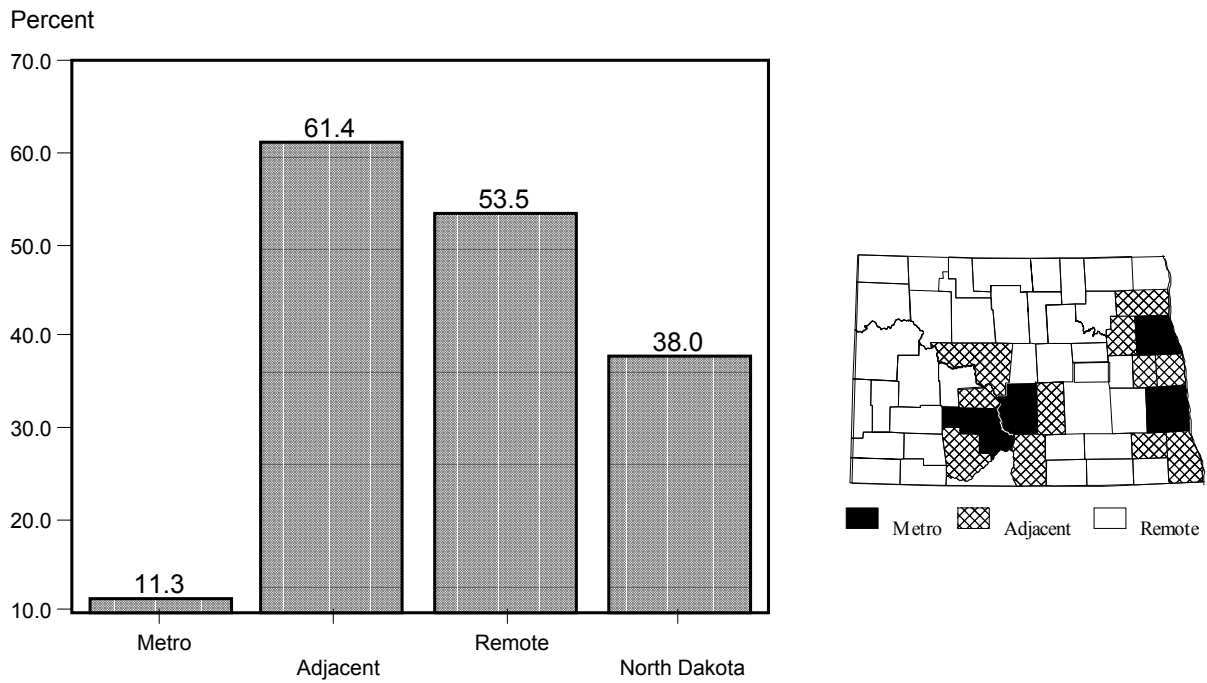 Percent
70.0
60.0
50.0
40.0
30.0
20.0
10.0
61.4
53.5
38.0
11.3
Metro
Adjacent
Remote
North Dakota
Metro Adjacent Remote